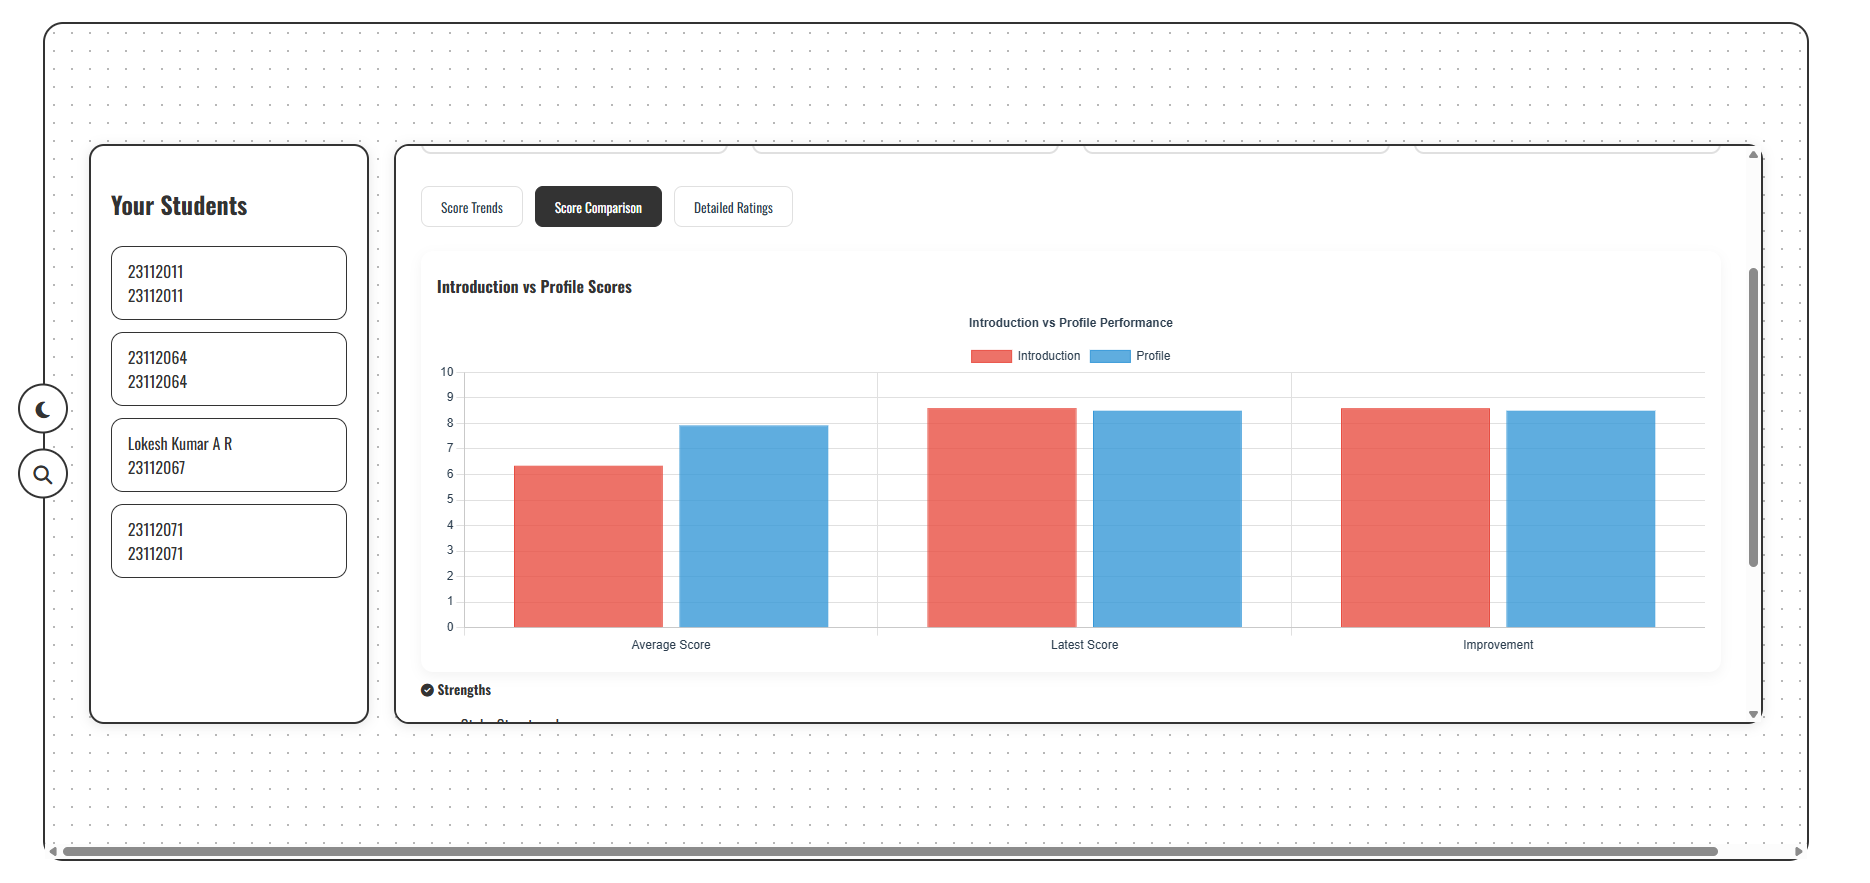 Your Students
23112011
23112011
23112064
23112064
Lokesh Kumar A R
23112067
23112071
23112071
Score Trends
Score Comparison
Detailed Ratings
Introduction vs Profile Scores
Introduction vs Profile Performance
Introduction
Profile
10
9
8
7
6
5
4
3
2
1
0
Average Score
Latest Score
Improvement
Strengths